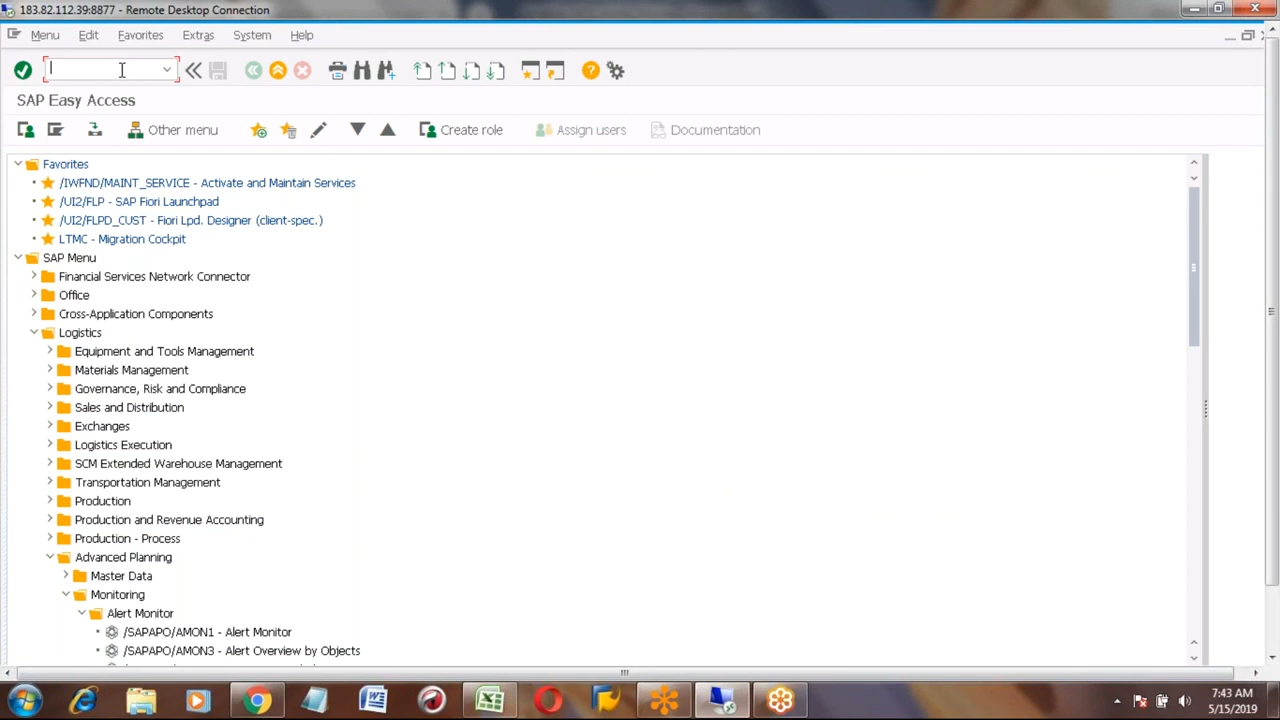 183.82.112.39:8877 - Remote Desktop Connection
Menu Edit Favorites Extras System Help
SAP Easy Access
Other menu Create role Assign users Documentation
Favorites
/IWFND/MAINT_SERVICE - Activate and Maintain Services
/UI2/FLP - SAP Fiori Launchpad
/UI2/FLPD_CUST - Fiori Lpd. Designer (client-spec.)
LTMC - Migration Cockpit
SAP Menu
Financial Services Network Connector
Office
Cross-Application Components
Logistics
Equipment and Tools Management
Materials Management
Governance, Risk and Compliance
Sales and Distribution
Exchanges
Logistics Execution
SCM Extended Warehouse Management
Transportation Management
Production
Production and Revenue Accounting
Production - Process
Advanced Planning
Master Data
Monitoring
Alert Monitor
/SAPAPO/AMON1 - Alert Monitor
/SAPAPO/AMON3 - Alert Overview by Objects
7:43 AM
5/15/2019